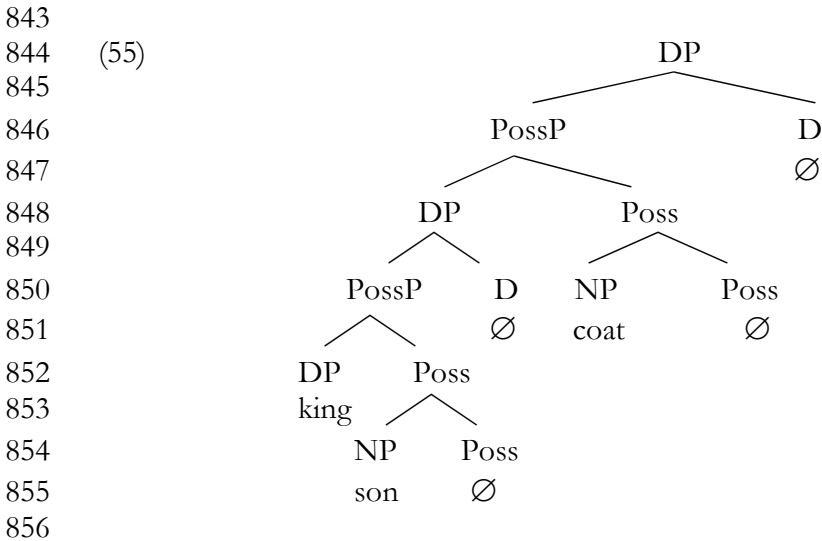 843
844 (55) DP
845
846 PossP D
847 ∅
848 DP Poss
849
850 PossP D NP Poss
851 ∅ coat ∅
852 DP Poss
853 king
854 NP Poss
855 son ∅
856